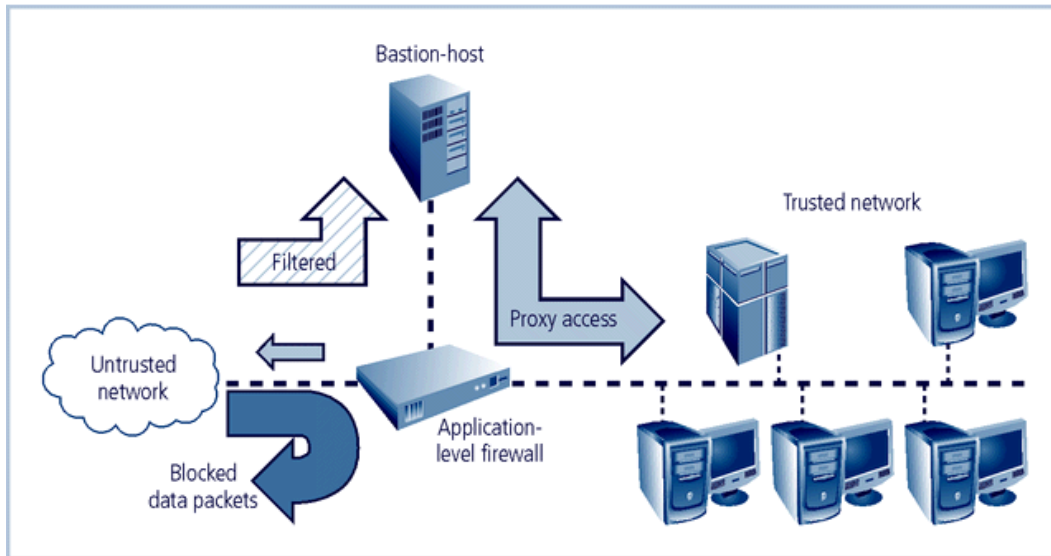 Bastion-host
Trusted network
Filtered
Proxy access
Untrusted
network
Application-
level firewall
Blocked
data packets